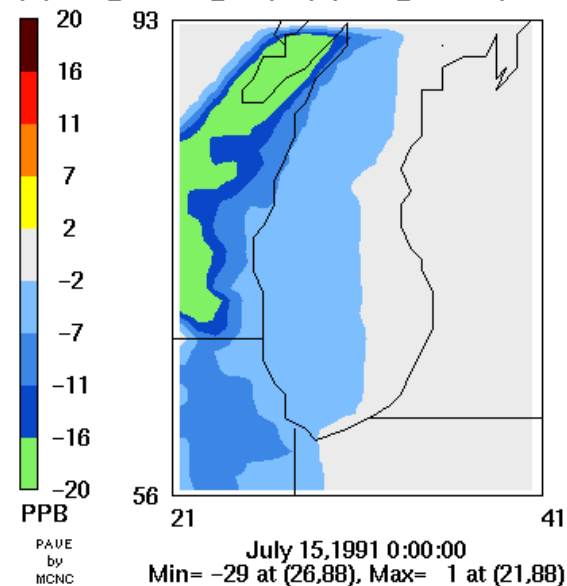 93
20
16
11
7
2
−2
−7
−11
−16
−20
PPB
56
21
41
PAVE
by
MCNC
July 15,1991 0:00:00
Min= −29 at (26,88), Max= 1 at (21,88)